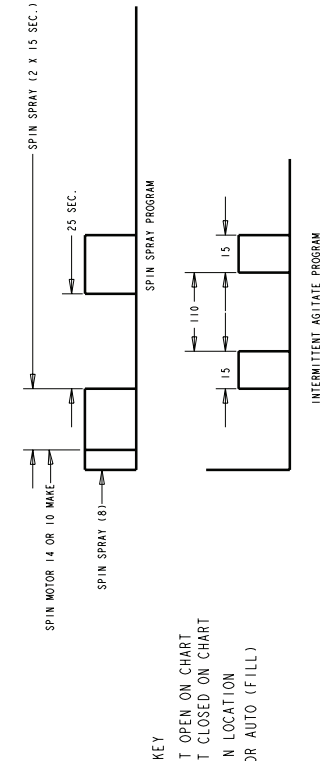 SPIN SPRAY (2 X 15 SEC.)
25 SEC.
SPIN MOTOR 14 OR 10 MAKE
SPIN SPRAY (8)
SPIN SPRAY PROGRAM
110
15
15
INTERMITTENT AGITATE PROGRAM
KEY
T OPEN ON CHART
T CLOSED ON CHART
N LOCATION
OR AUTO (FILL)